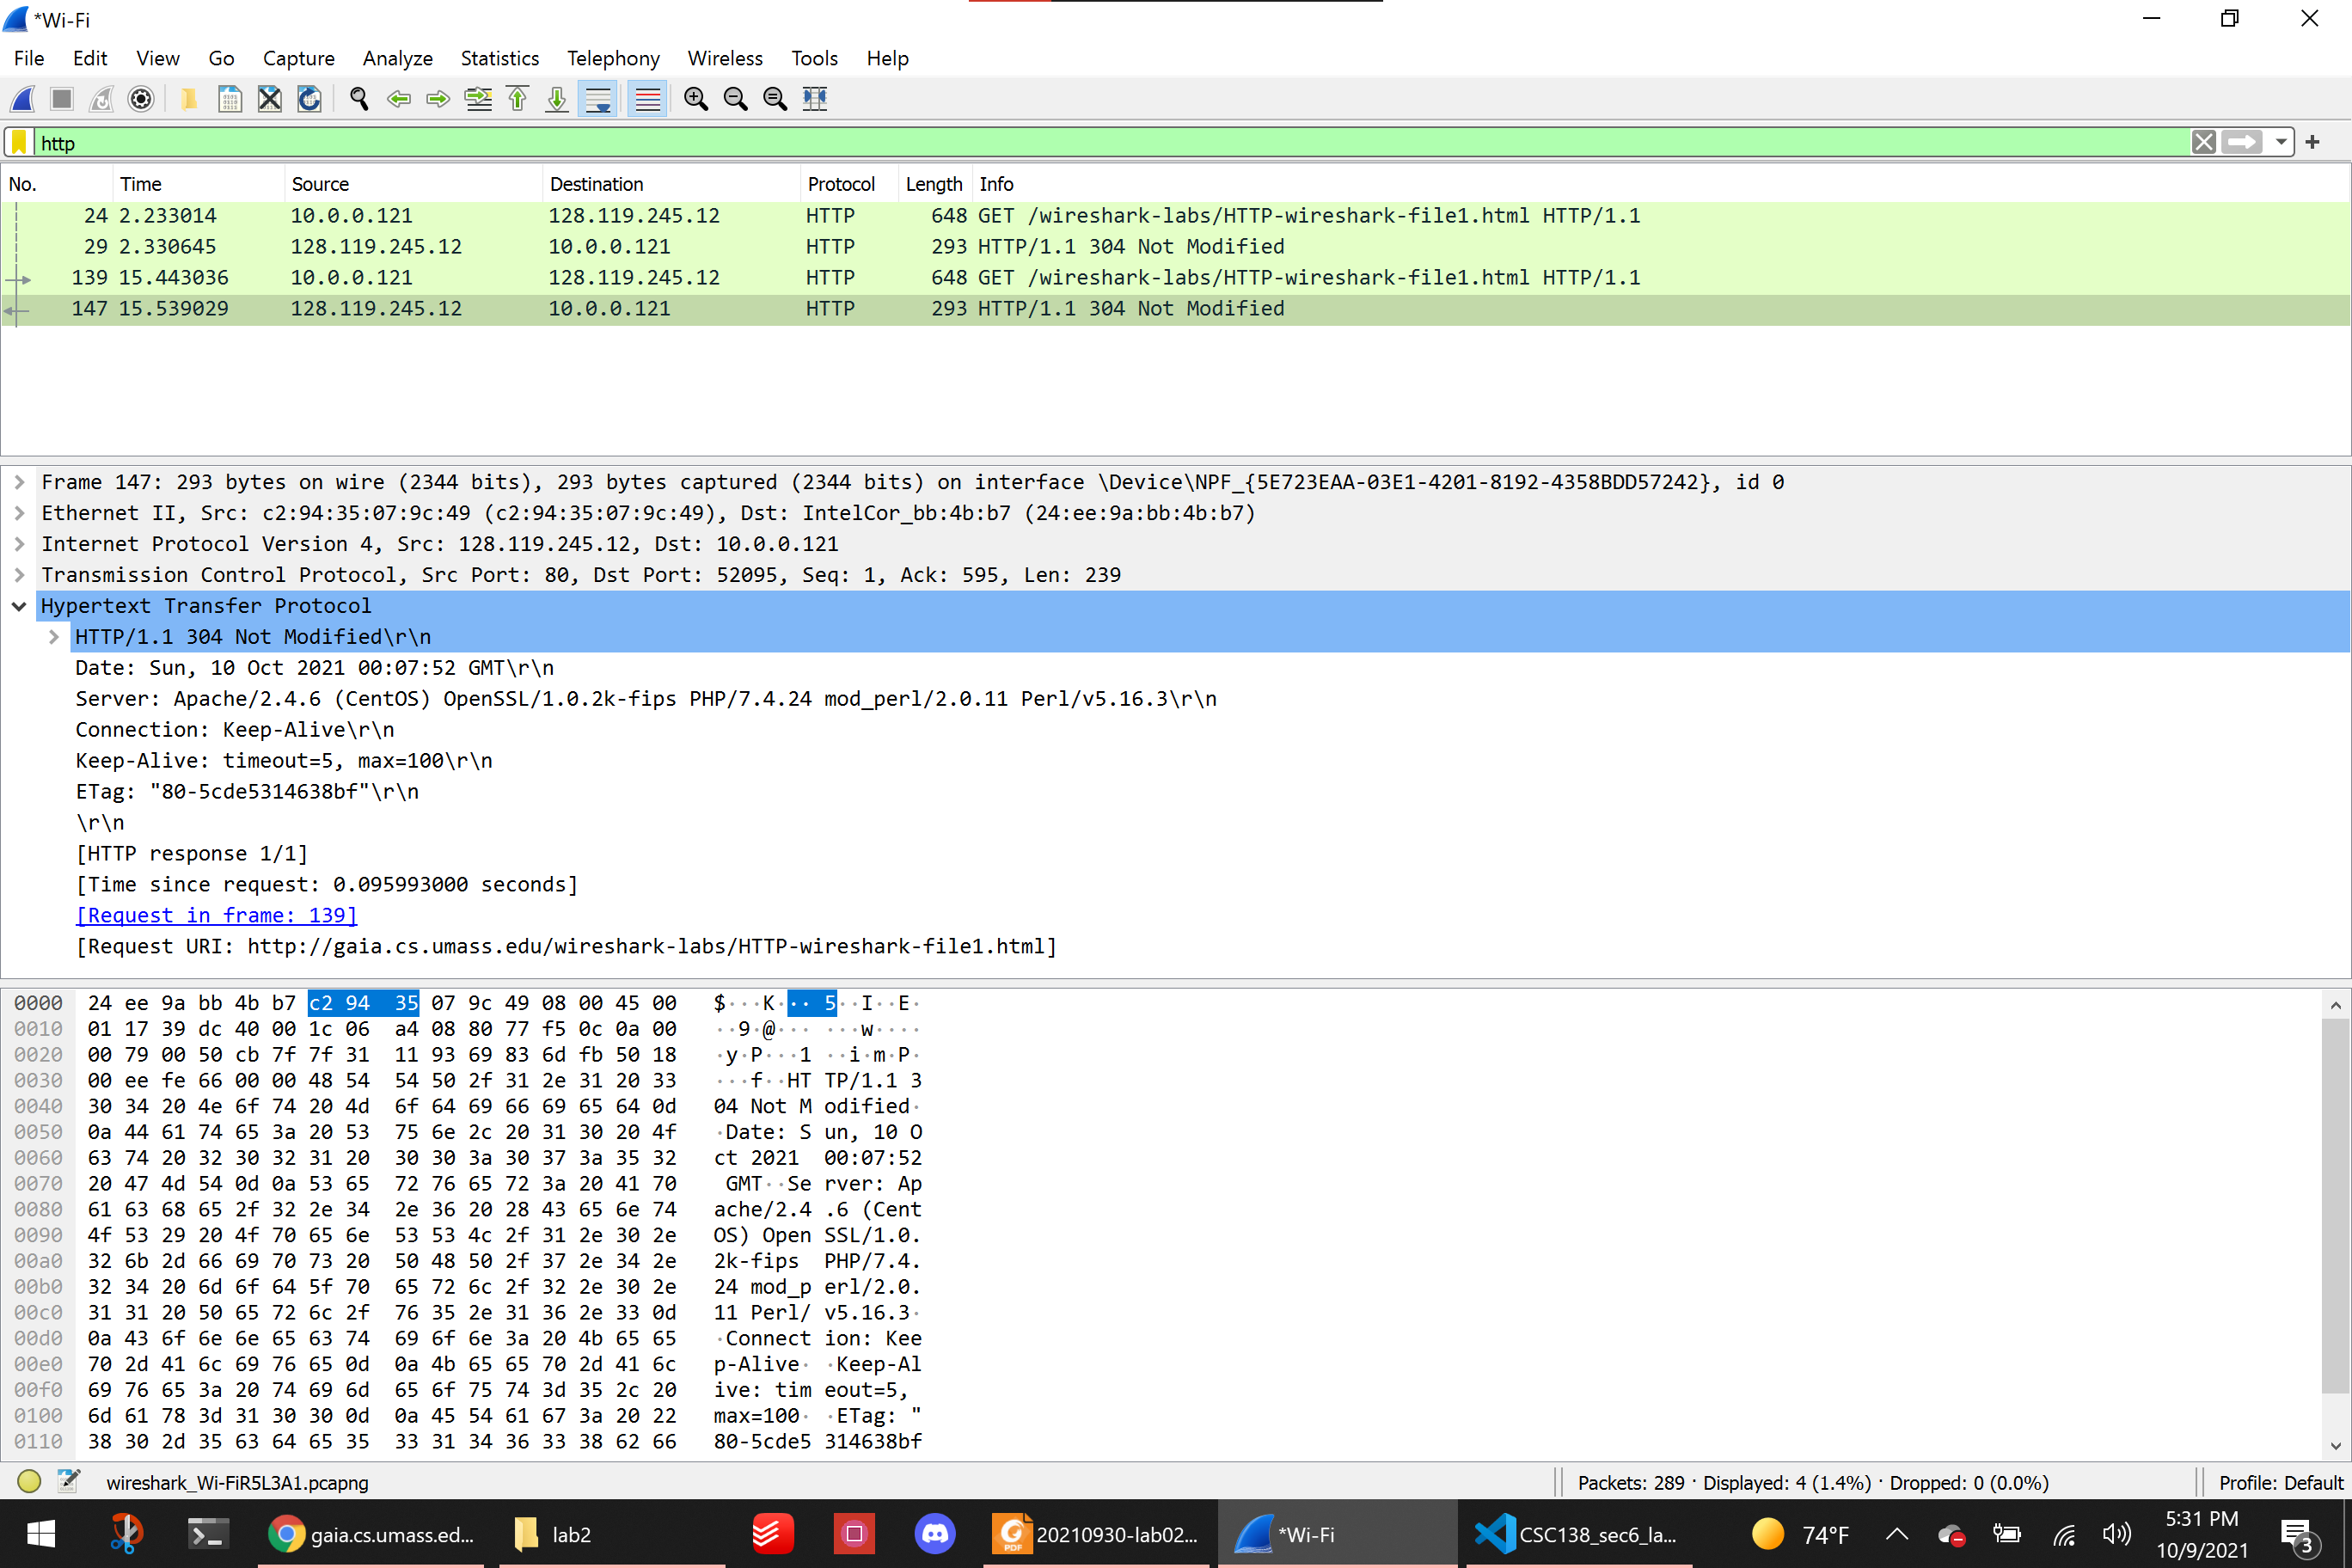 *Wi-Fi
File Edit View Go Capture Analyze Statistics Telephony Wireless Tools Help
http
No. Time Source Destination Protocol Length Info
24 2.233014 10.0.0.121 128.119.245.12 HTTP 648 GET /wireshark-labs/HTTP-wireshark-file1.html HTTP/1.1
29 2.330645 128.119.245.12 10.0.0.121 HTTP 293 HTTP/1.1 304 Not Modified
139 15.443036 10.0.0.121 128.119.245.12 HTTP 648 GET /wireshark-labs/HTTP-wireshark-file1.html HTTP/1.1
147 15.539029 128.119.245.12 10.0.0.121 HTTP 293 HTTP/1.1 304 Not Modified
Frame 147: 293 bytes on wire (2344 bits), 293 bytes captured (2344 bits) on interface \Device\NPF_{5E723EAA-03E1-4201-8192-4358BDD57242}, id 0
Ethernet II, Src: c2:94:35:07:9c:49 (c2:94:35:07:9c:49), Dst: IntelCor_bb:4b:b7 (24:ee:9a:bb:4b:b7)
Internet Protocol Version 4, Src: 128.119.245.12, Dst: 10.0.0.121
Transmission Control Protocol, Src Port: 80, Dst Port: 52095, Seq: 1, Ack: 595, Len: 239
Hypertext Transfer Protocol
HTTP/1.1 304 Not Modified\r\n
Date: Sun, 10 Oct 2021 00:07:52 GMT\r\n
Server: Apache/2.4.6 (CentOS) OpenSSL/1.0.2k-fips PHP/7.4.24 mod_perl/2.0.11 Perl/v5.16.3\r\n
Connection: Keep-Alive\r\n
Keep-Alive: timeout=5, max=100\r\n
ETag: "80-5cde5314638bf"\r\n
\r\n
[HTTP response 1/1]
[Time since request: 0.095993000 seconds]
[Request in frame: 139]
[Request URI: http://gaia.cs.umass.edu/wireshark-labs/HTTP-wireshark-file1.html]
0000 24 ee 9a bb 4b b7 c2 94 35 07 9c 49 08 00 45 00 $···K···5··I··E·
0010 01 17 39 dc 40 00 1c 06 a4 08 80 77 f5 0c 0a 00 ··9·@··· ···w····
0020 00 79 00 50 cb 7f 7f 31 11 93 69 83 6d fb 50 18 ·y·P···1 ··i·m·P·
0030 00 ee fe 66 00 00 48 54 54 50 2f 31 2e 31 20 33 ···f··HT TP/1.1 3
0040 30 34 20 4e 6f 74 20 4d 6f 64 69 66 69 65 64 0d 04 Not M odified·
0050 0a 44 61 74 65 3a 20 53 75 6e 2c 20 31 30 20 4f ·Date: S un, 10 O
0060 63 74 20 32 30 32 31 20 30 30 3a 30 37 3a 35 32 ct 2021 00:07:52
0070 20 47 4d 54 0d 0a 53 65 72 76 65 72 3a 20 41 70 GMT··Se rver: Ap
0080 61 63 68 65 2f 32 2e 34 2e 36 20 28 43 65 6e 74 ache/2.4 .6 (Cent
0090 4f 53 29 20 4f 70 65 6e 53 53 4c 2f 31 2e 30 2e OS) Open SSL/1.0.
00a0 32 6b 2d 66 69 70 73 20 50 48 50 2f 37 2e 34 2e 2k-fips PHP/7.4.
00b0 32 34 20 6d 6f 64 5f 70 65 72 6c 2f 32 2e 30 2e 24 mod_p erl/2.0.
00c0 31 31 20 50 65 72 6c 2f 76 35 2e 31 36 2e 33 0d 11 Perl/ v5.16.3·
00d0 0a 43 6f 6e 6e 65 63 74 69 6f 6e 3a 20 4b 65 65 ·Connect ion: Kee
00e0 70 2d 41 6c 69 76 65 0d 0a 4b 65 65 70 2d 41 6c p-Alive· ·Keep-Al
00f0 69 76 65 3a 20 74 69 6d 65 6f 75 74 3d 35 2c 20 ive: tim eout=5,
0100 6d 61 78 3d 31 30 30 0d 0a 45 54 61 67 3a 20 22 max=100· ·ETag: "
0110 38 30 2d 35 63 64 65 35 33 31 34 36 33 38 62 66 80-5cde5 314638bf
wireshark_Wi-FiR5L3A1.pcapng Packets: 289 · Displayed: 4 (1.4%) · Dropped: 0 (0.0%) Profile: Default
gaia.cs.umass.ed... lab2 PDF 20210930-lab02... *Wi-Fi CSC138_sec6_la... 74°F 5:31 PM
10/9/2021 3